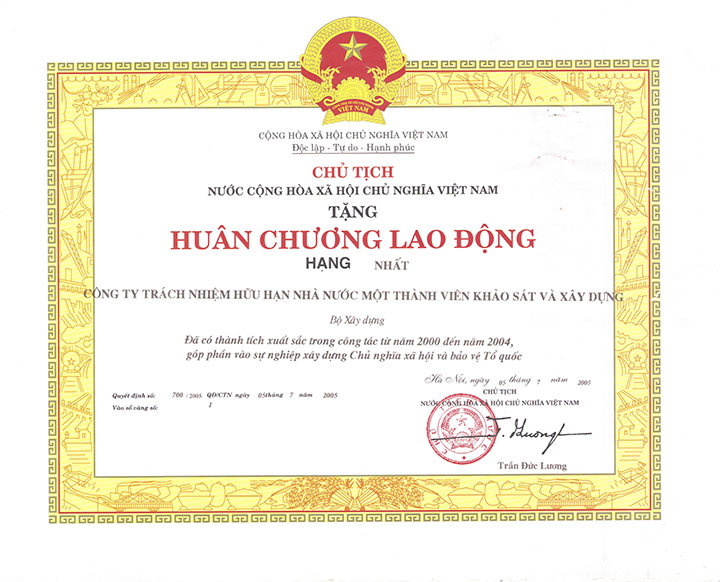 VIỆT NAM
CỘNG HÒA XÃ HỘI CHỦ NGHĨA VIỆT NAM
Độc lập - Tự do - Hạnh phúc
CHỦ TỊCH
NƯỚC CỘNG HÒA XÃ HỘI CHỦ NGHĨA VIỆT NAM
TẶNG
HUÂN CHƯƠNG LAO ĐỘNG
HẠNG NHẤT
CÔNG TY TRÁCH NHIỆM HỮU HẠN NHÀ NƯỚC MỘT THÀNH VIÊN KHẢO SÁT VÀ XÂY DỰNG
Bộ Xây dựng
Đã có thành tích xuất sắc trong công tác từ năm 2000 đến năm 2004,
góp phần vào sự nghiệp xây dựng Chủ nghĩa xã hội và bảo vệ Tổ quốc
Hà Nội, ngày 05 tháng 7 năm 2005
Quyết định số: 700/2005 QĐ/CTN ngày 05tháng 7 năm 2005
Vào sổ vàng số: 1
CHỦ TỊCH
NƯỚC CỘNG HÒA XÃ HỘI CHỦ NGHĨA VIỆT NAM
Trần Đức Lương